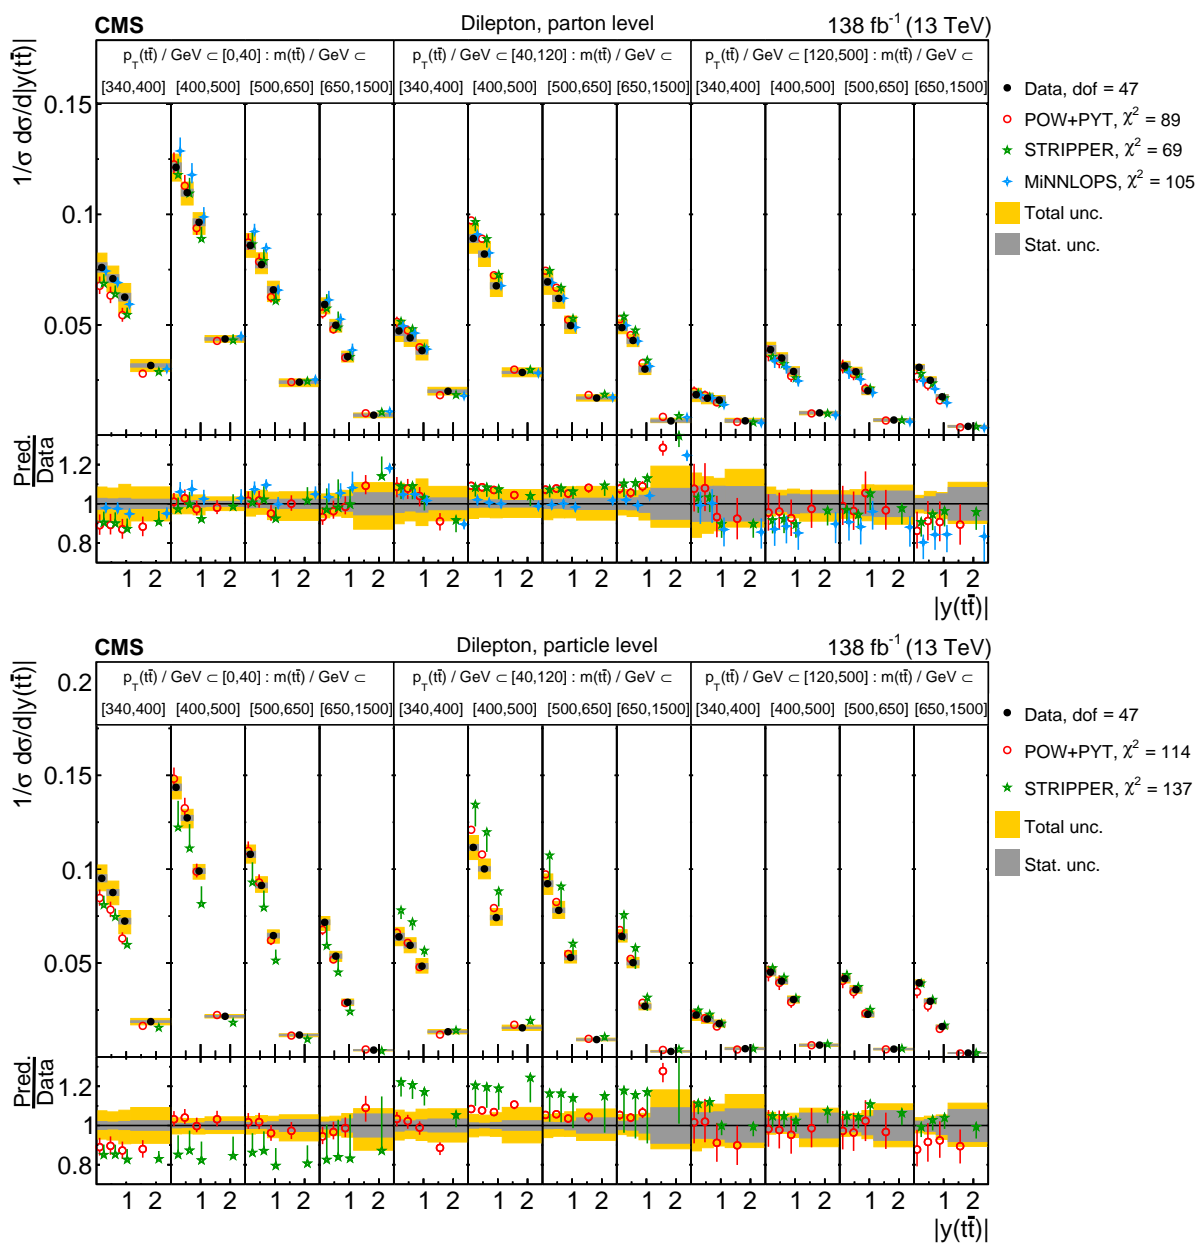 CMS Dilepton, parton level 138 fb⁻¹ (13 TeV)
p_T(tt̄) / GeV ⊂ [0,40] : m(tt̄) / GeV ⊂ p_T(tt̄) / GeV ⊂ [40,120] : m(tt̄) / GeV ⊂ p_T(tt̄) / GeV ⊂ [120,500] : m(tt̄) / GeV ⊂
[340,400] [400,500] [500,650] [650,1500] [340,400] [400,500] [500,650] [650,1500] [340,400] [400,500] [500,650] [650,1500]
1/σ dσ/d|y(tt̄)|
0.15
0.1
0.05
Data, dof = 47
POW+PYT, χ² = 89
STRIPPER, χ² = 69
MiNNLOPS, χ² = 105
Total unc.
Stat. unc.
Pred
Data
1.2
1
0.8
1 2 1 2 1 2 1 2 1 2 1 2 1 2 1 2 1 2 1 2 1 2 1 2
|y(tt̄)|
CMS Dilepton, particle level 138 fb⁻¹ (13 TeV)
p_T(tt̄) / GeV ⊂ [0,40] : m(tt̄) / GeV ⊂ p_T(tt̄) / GeV ⊂ [40,120] : m(tt̄) / GeV ⊂ p_T(tt̄) / GeV ⊂ [120,500] : m(tt̄) / GeV ⊂
[340,400] [400,500] [500,650] [650,1500] [340,400] [400,500] [500,650] [650,1500] [340,400] [400,500] [500,650] [650,1500]
1/σ dσ/d|y(tt̄)|
0.2
0.15
0.1
0.05
Data, dof = 47
POW+PYT, χ² = 114
STRIPPER, χ² = 137
Total unc.
Stat. unc.
Pred
Data
1.2
1
0.8
1 2 1 2 1 2 1 2 1 2 1 2 1 2 1 2 1 2 1 2 1 2 1 2
|y(tt̄)|